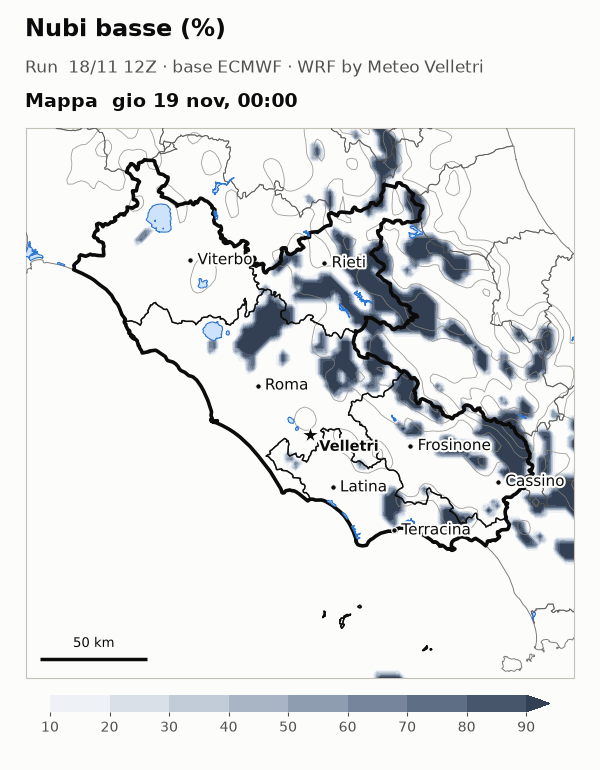 Nubi basse (%)
Run  18/11 12Z · base ECMWF · WRF by Meteo Velletri
Mappa  gio 19 nov, 00:00
Viterbo
Rieti
Roma
Velletri
Frosinone
Cassino
Latina
Terracina
50 km
10 20 30 40 50 60 70 80 90